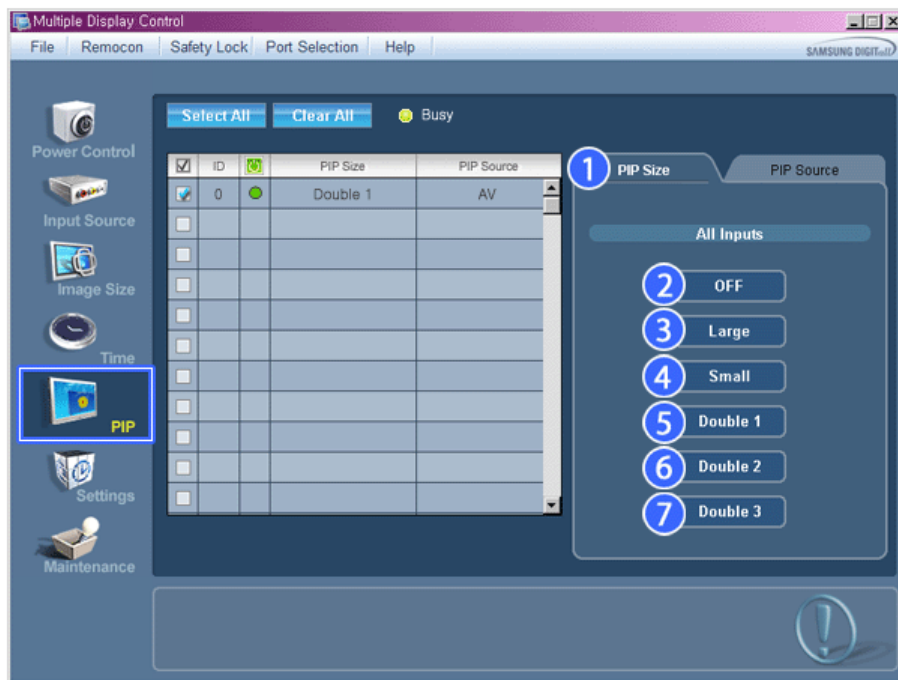 Multiple Display Control
File Remocon Safety Lock Port Selection Help
SAMSUNG DIGITall
Select All Clear All Busy
Power Control
Input Source
Image Size
Time
PIP
Settings
Maintenance
ID PIP Size PIP Source
0 Double 1 AV
1 PIP Size PIP Source
All Inputs
2 OFF
3 Large
4 Small
5 Double 1
6 Double 2
7 Double 3